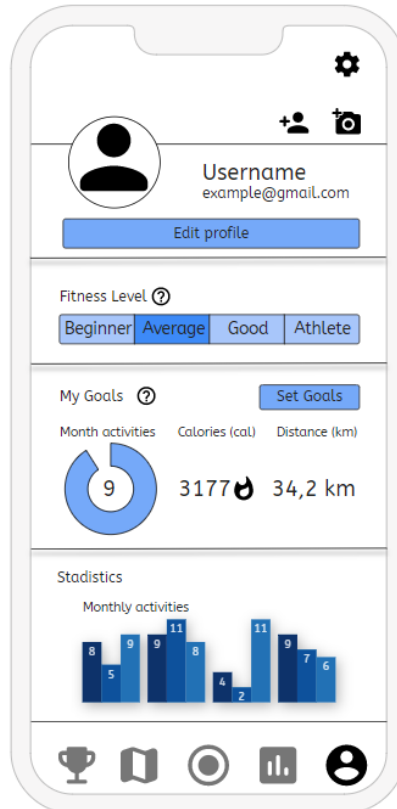 Username
example@gmail.com
Edit profile
Fitness Level ?
Beginner Average Good Athlete
My Goals ? Set Goals
Month activities Calories (cal) Distance (km)
9 3177 34,2 km
Stadistics
Monthly activities
8 5 9 9 11 8 4 2 11 9 7 6